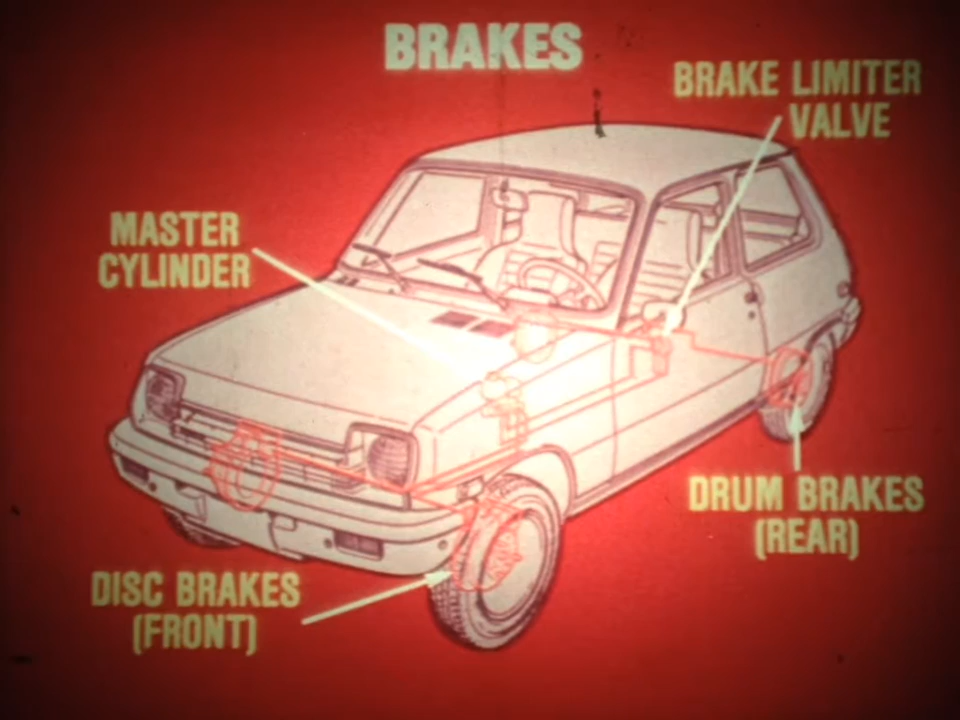 BRAKES
BRAKE LIMITER
VALVE
MASTER
CYLINDER
DRUM BRAKES
(REAR)
DISC BRAKES
(FRONT)